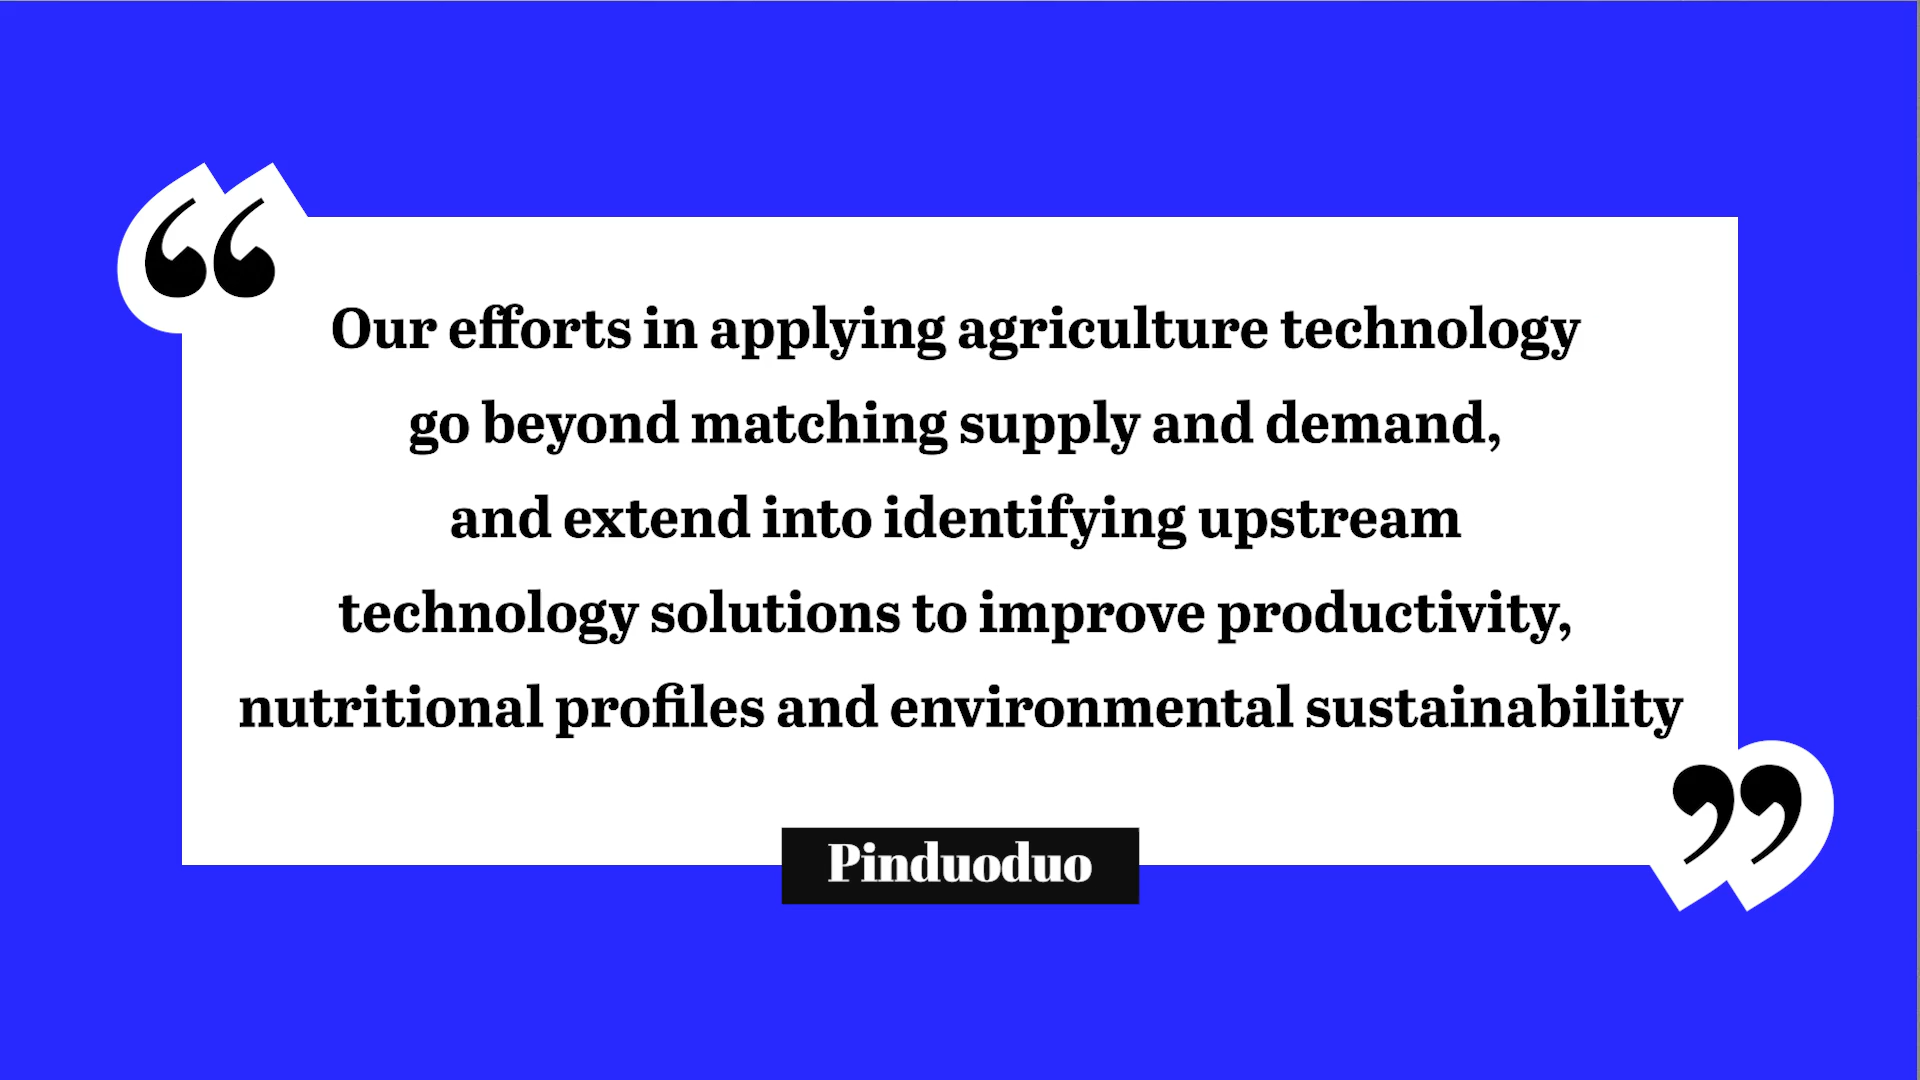 “
Our efforts in applying agriculture technology
go beyond matching supply and demand,
and extend into identifying upstream
technology solutions to improve productivity,
nutritional profiles and environmental sustainability
”
Pinduoduo